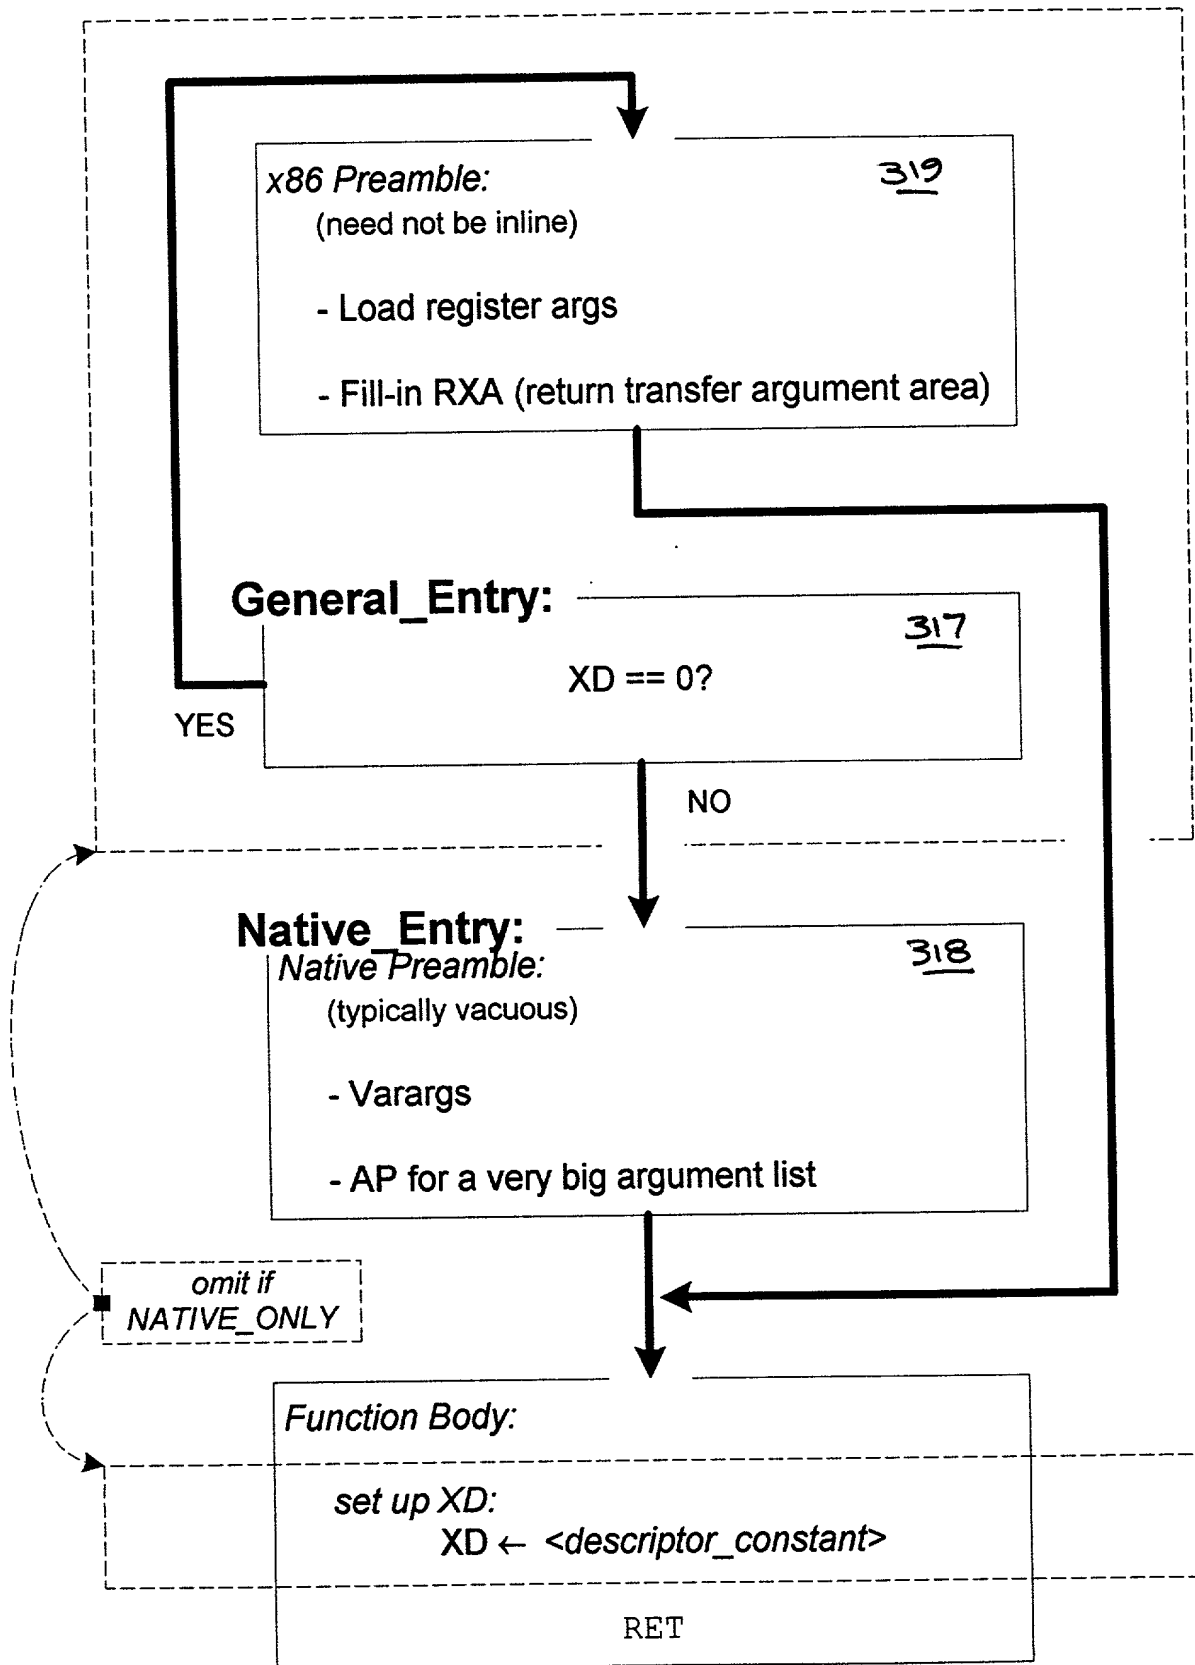 x86 Preamble: 319
(need not be inline)
- Load register args
- Fill-in RXA (return transfer argument area)
General_Entry:
317
XD == 0?
YES
NO
Native_Entry:
Native Preamble: 318
(typically vacuous)
- Varargs
- AP for a very big argument list
omit if
NATIVE_ONLY
Function Body:
set up XD:
XD ← <descriptor_constant>
RET